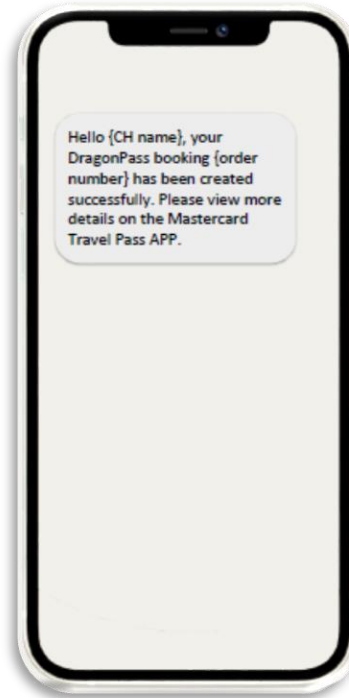 Hello {CH name}, your
DragonPass booking {order
number} has been created
successfully. Please view more
details on the Mastercard
Travel Pass APP.